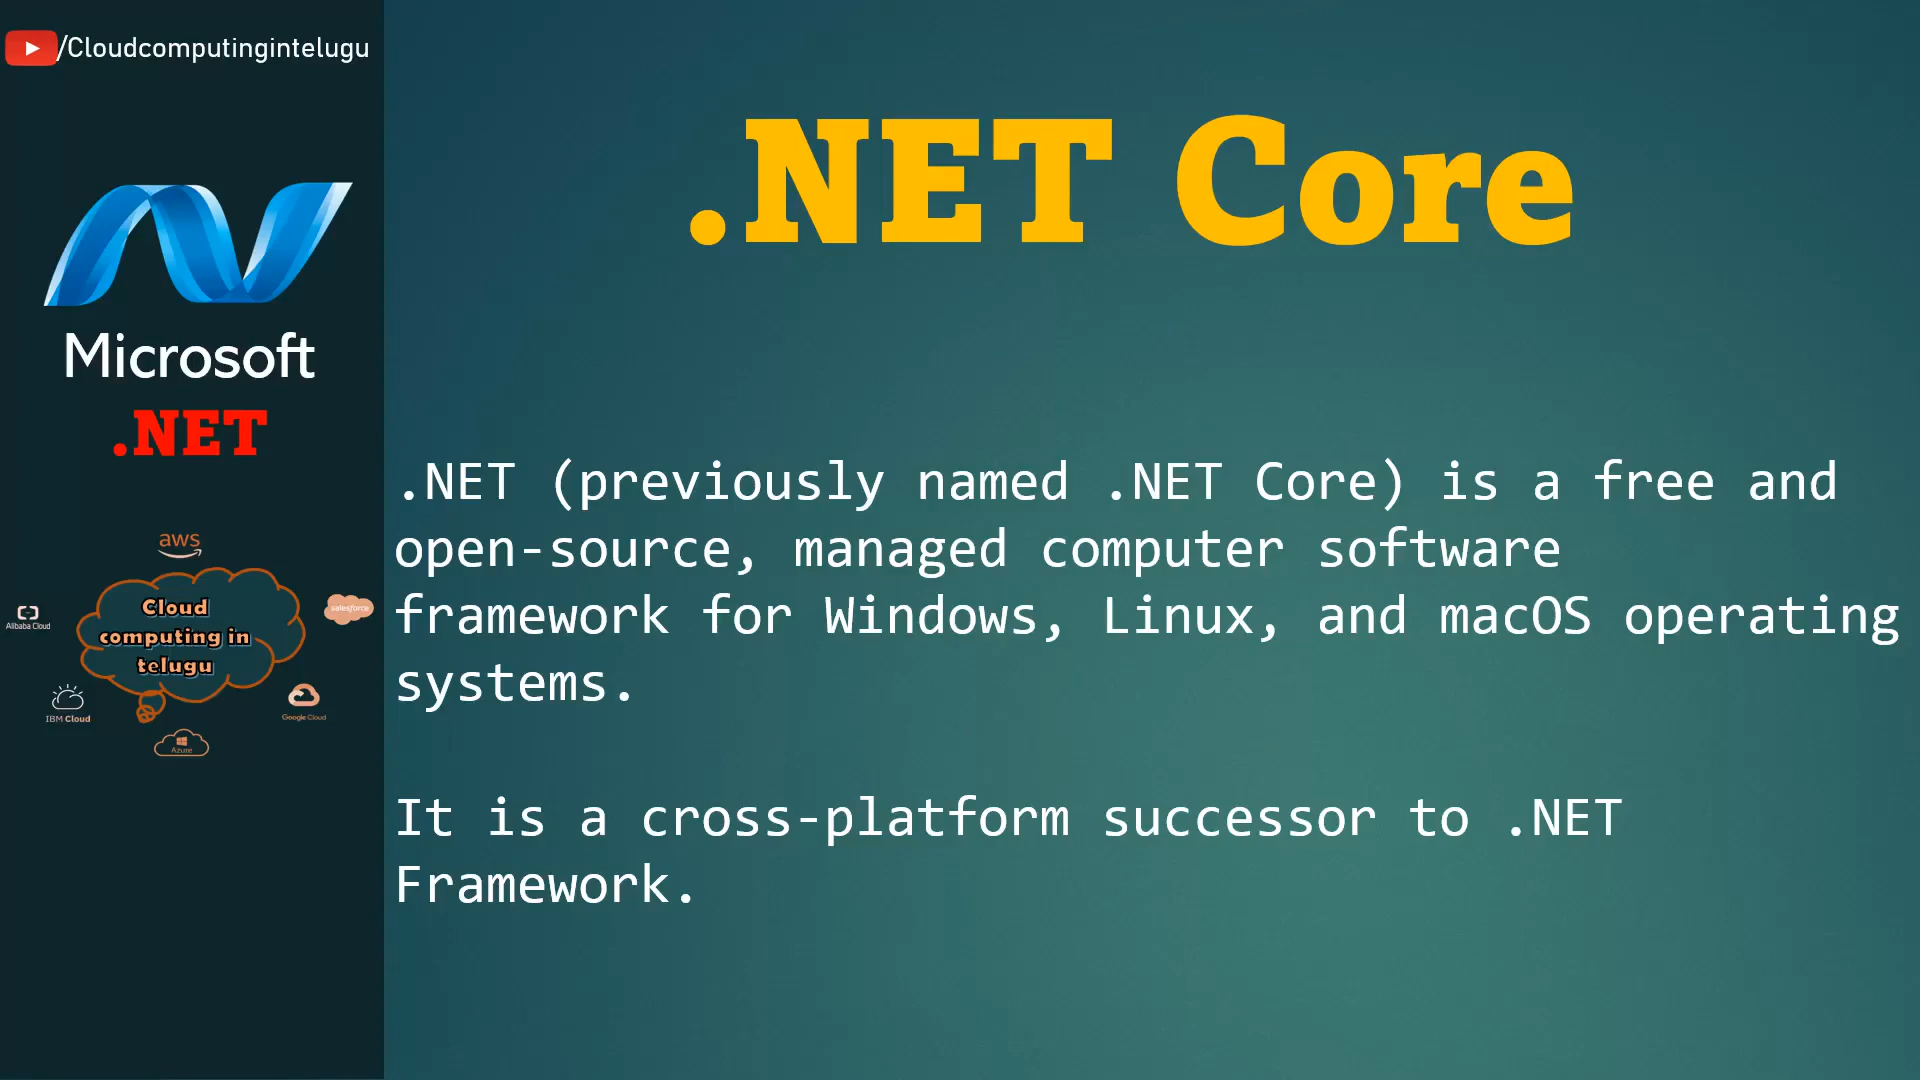 /Cloudcomputingintelugu
Microsoft
.NET
aws
Cloud
computing in
telugu
Alibaba Cloud
salesforce
IBM Cloud
Google Cloud
Azure
.NET Core
.NET (previously named .NET Core) is a free and
open-source, managed computer software
framework for Windows, Linux, and macOS operating
systems.
It is a cross-platform successor to .NET
Framework.